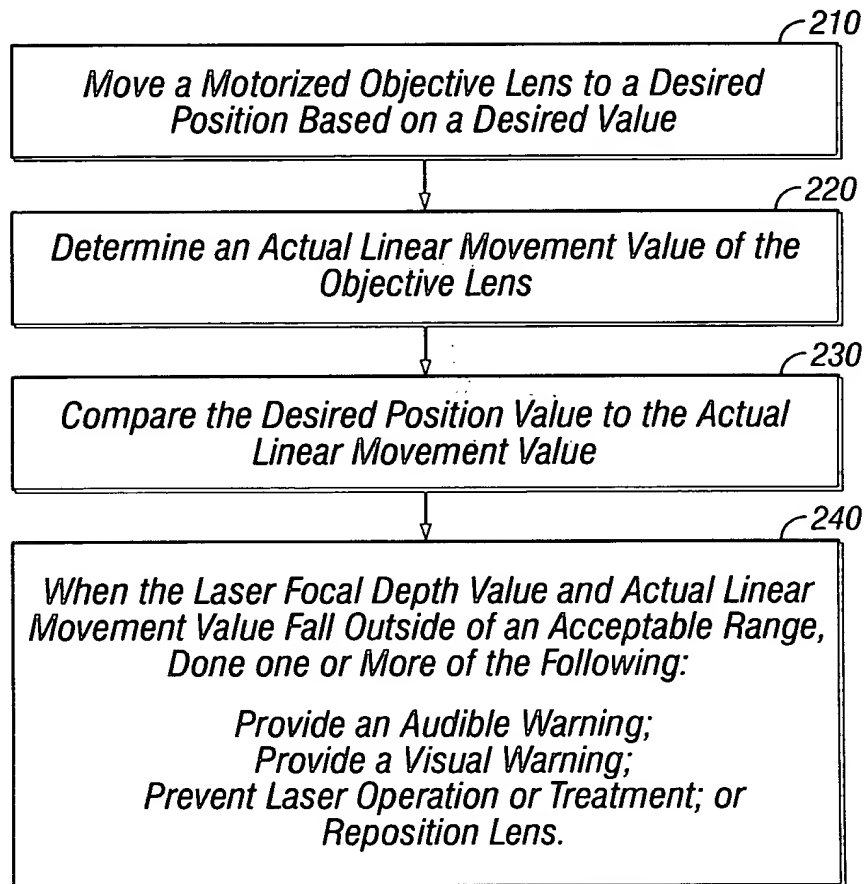 210
Move a Motorized Objective Lens to a Desired
Position Based on a Desired Value
220
Determine an Actual Linear Movement Value of the
Objective Lens
230
Compare the Desired Position Value to the Actual
Linear Movement Value
240
When the Laser Focal Depth Value and Actual Linear
Movement Value Fall Outside of an Acceptable Range,
Done one or More of the Following:
Provide an Audible Warning;
Provide a Visual Warning;
Prevent Laser Operation or Treatment; or
Reposition Lens.